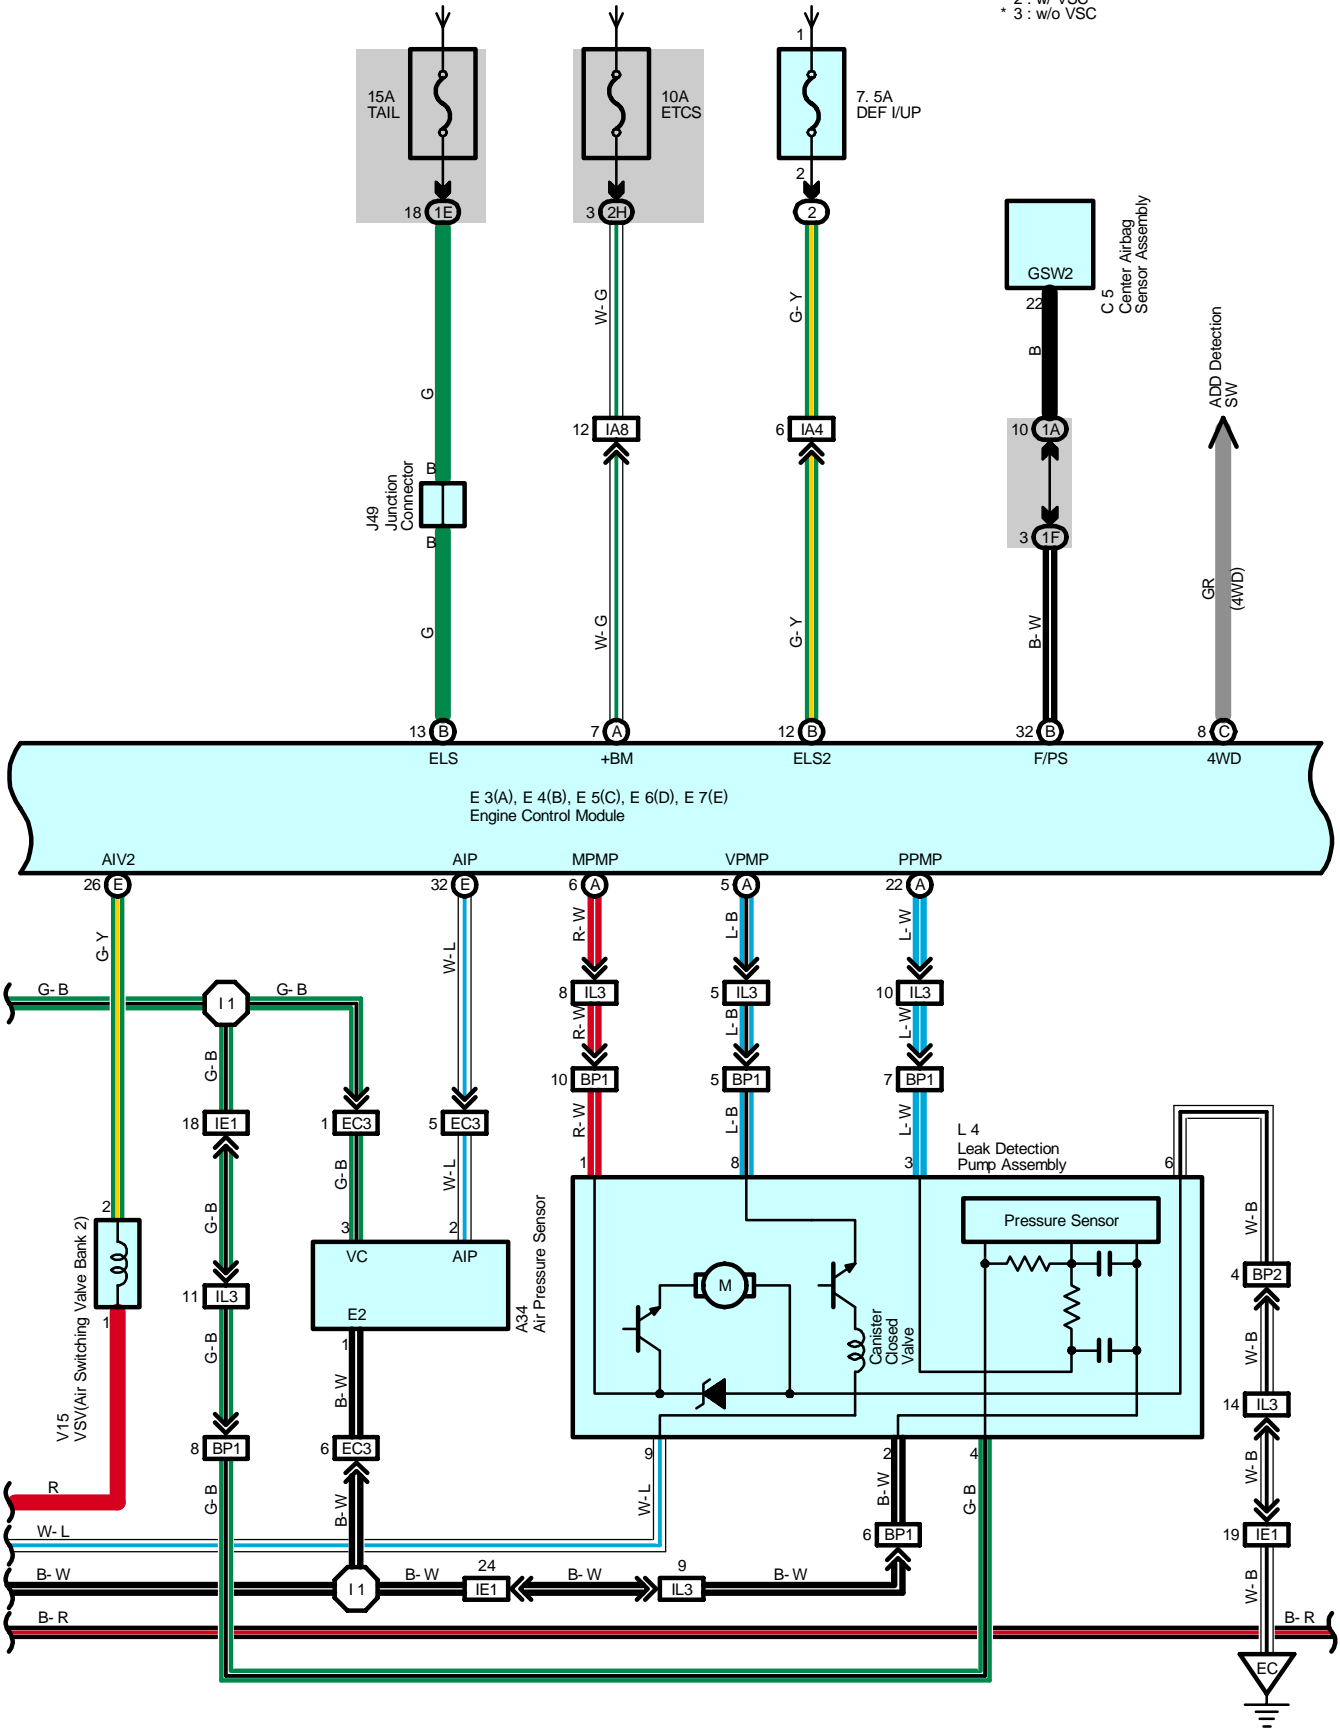 2 : w/ VSC
* 3 : w/o VSC
1
15A
TAIL
10A
ETCS
7. 5A
DEF I/UP
2
18 1E
3 2H
2
GSW2
22
C 5
Center Airbag
Sensor Assembly
ADD Detection
SW
W- G
G- Y
B
G
12 IA8
6 IA4
10 1A
B
J49
Junction
Connector
B
3 1F
G
W- G
G- Y
B- W
GR
(4WD)
13 B
7 A
12 B
32 B
8 C
ELS
+BM
ELS2
F/PS
4WD
E 3(A), E 4(B), E 5(C), E 6(D), E 7(E)
Engine Control Module
AIV2
AIP
MPMP
VPMP
PPMP
26 E
32 E
6 A
5 A
22 A
G- Y
W- L
R- W
L- B
L- W
G- B
I 1
G- B
8 IL3
5 IL3
10 IL3
G- B
R- W
L- B
L- W
10 BP1
5 BP1
7 BP1
18 IE1
1 EC3
5 EC3
R- W
L- B
L- W
L 4
Leak Detection
Pump Assembly
G- B
W- L
1
8
3
6
2
G- B
3
2
W- B
Pressure Sensor
VC
AIP
V15
VSV(Air Switching Valve Bank 2)
11 IL3
M
4 BP2
E2
A34
Air Pressure Sensor
1
G- B
1
Canister
Closed
Valve
W- B
B- W
14 IL3
8 BP1
6 EC3
9
2
4
W- B
R
G- B
B- W
W- L
B- W
G- B
W- L
6 BP1
19 IE1
B- W
I 1
B- W
24
IE1
B- W
9
IL3
B- W
W- B
B- R
B- R
EC